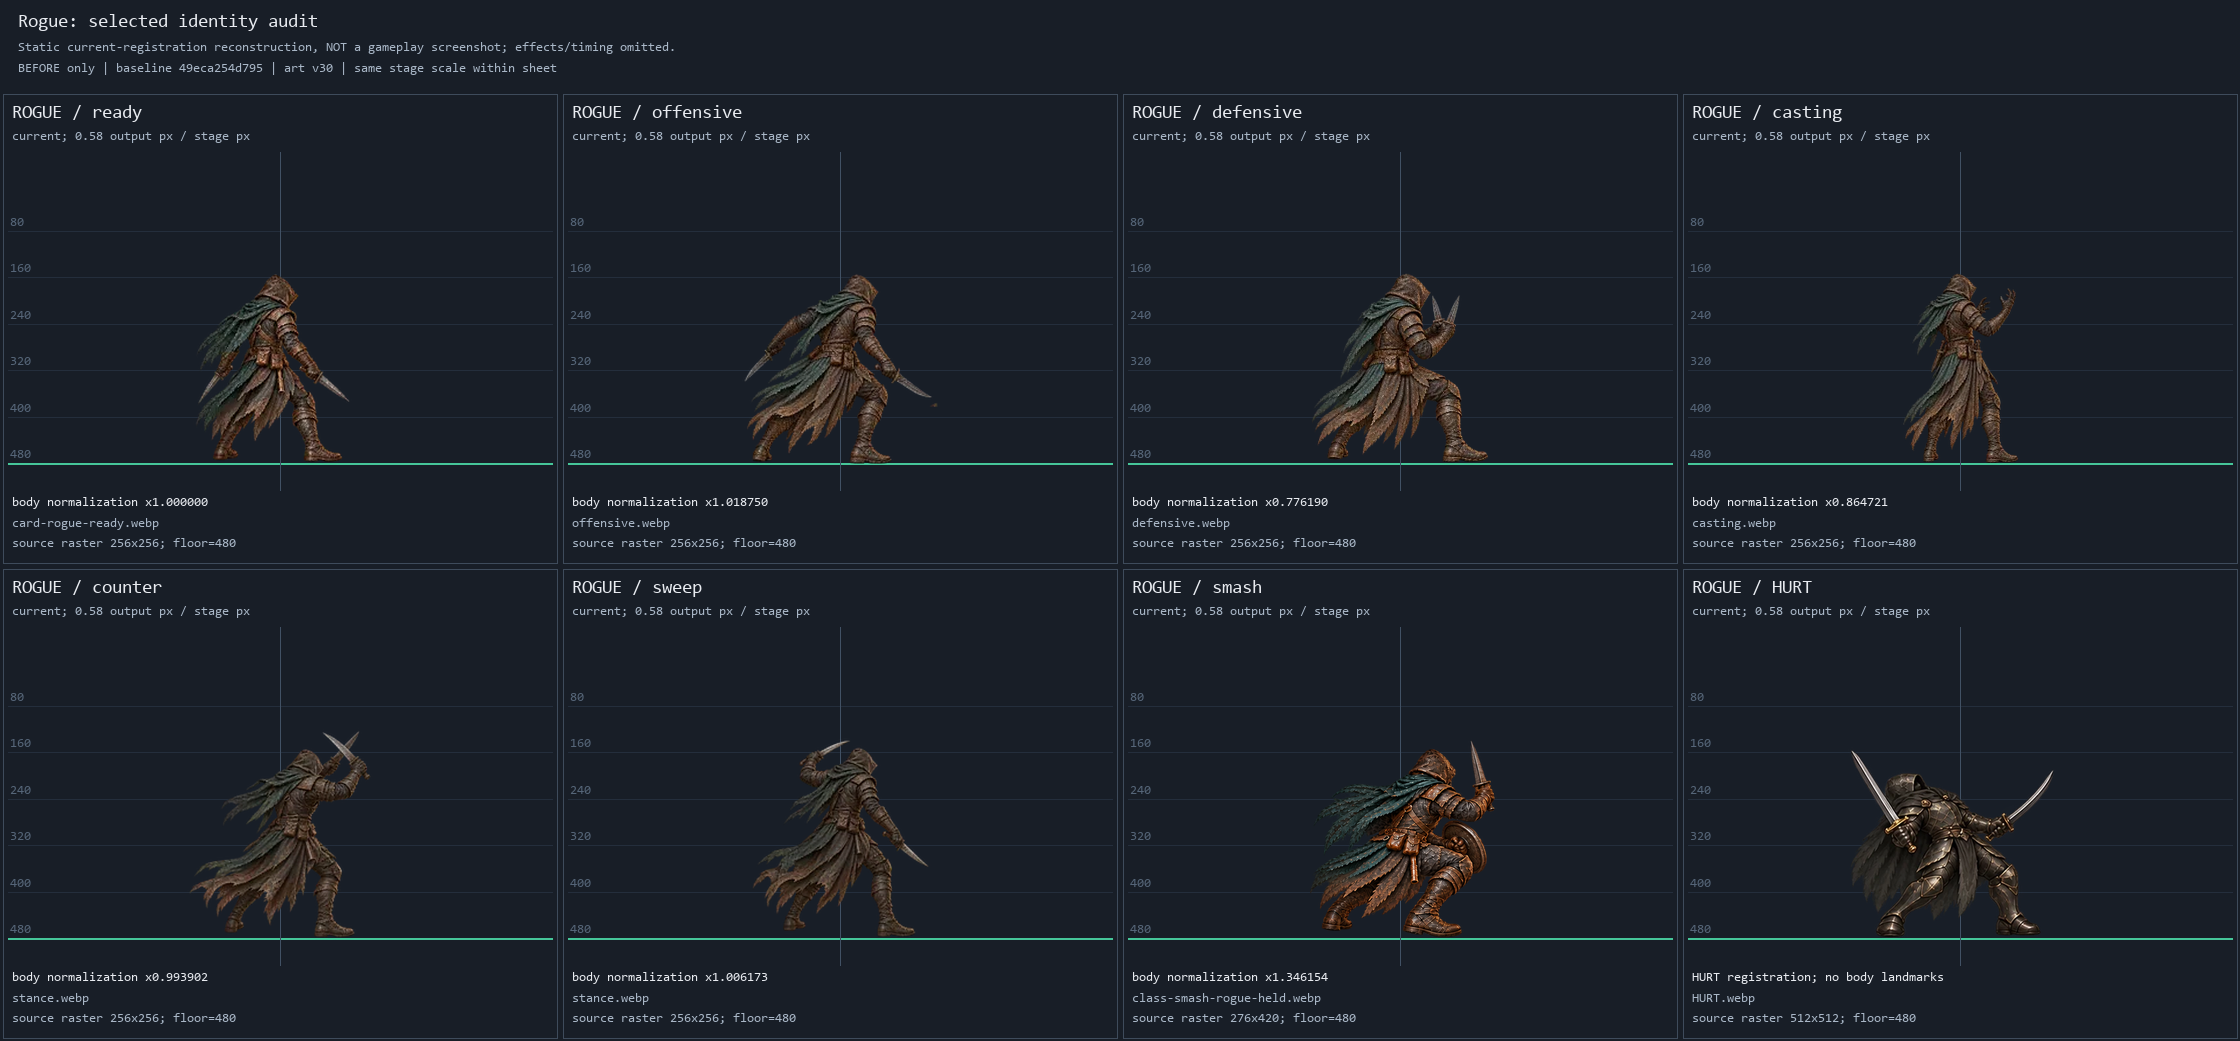 Rogue: selected identity audit
Static current-registration reconstruction, NOT a gameplay screenshot; effects/timing omitted.
BEFORE only | baseline 49eca254d795 | art v30 | same stage scale within sheet
ROGUE / ready
current; 0.58 output px / stage px
80
160
240
320
400
480
body normalization x1.000000
card-rogue-ready.webp
source raster 256x256; floor=480
ROGUE / offensive
current; 0.58 output px / stage px
80
160
240
320
400
480
body normalization x1.018750
offensive.webp
source raster 256x256; floor=480
ROGUE / defensive
current; 0.58 output px / stage px
80
160
240
320
400
480
body normalization x0.776190
defensive.webp
source raster 256x256; floor=480
ROGUE / casting
current; 0.58 output px / stage px
80
160
240
320
400
480
body normalization x0.864721
casting.webp
source raster 256x256; floor=480
ROGUE / counter
current; 0.58 output px / stage px
80
160
240
320
400
480
body normalization x0.993902
stance.webp
source raster 256x256; floor=480
ROGUE / sweep
current; 0.58 output px / stage px
80
160
240
320
400
480
body normalization x1.006173
stance.webp
source raster 256x256; floor=480
ROGUE / smash
current; 0.58 output px / stage px
80
160
240
320
400
480
body normalization x1.346154
class-smash-rogue-held.webp
source raster 276x420; floor=480
ROGUE / HURT
current; 0.58 output px / stage px
80
160
240
320
400
480
HURT registration; no body landmarks
HURT.webp
source raster 512x512; floor=480